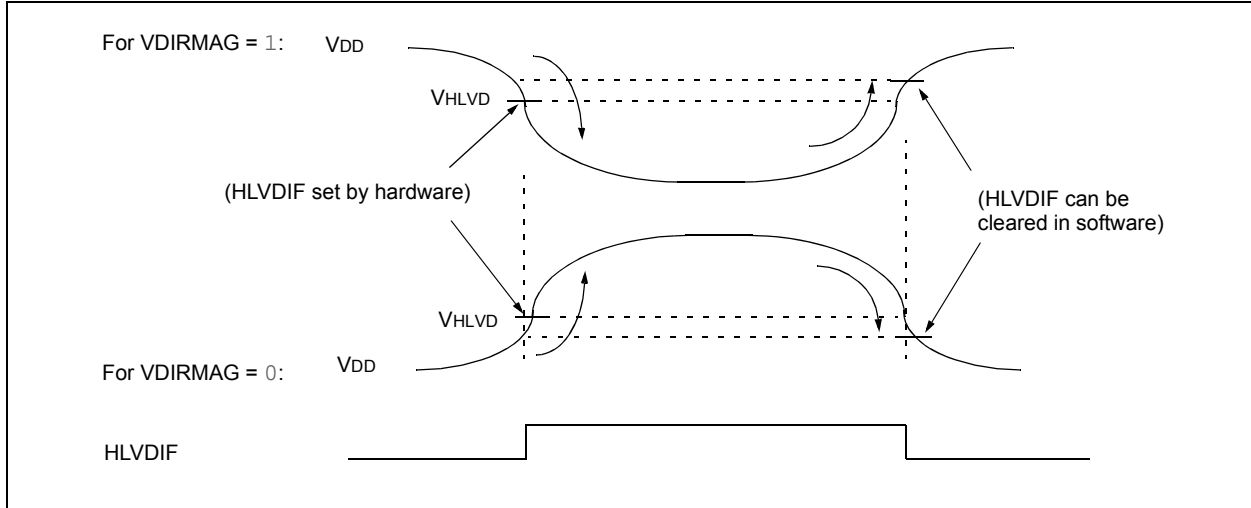 For VDIRMAG = 1: VDD
VHLVD
(HLVDIF set by hardware)
(HLVDIF can be
cleared in software)
VHLVD
For VDIRMAG = 0: VDD
HLVDIF